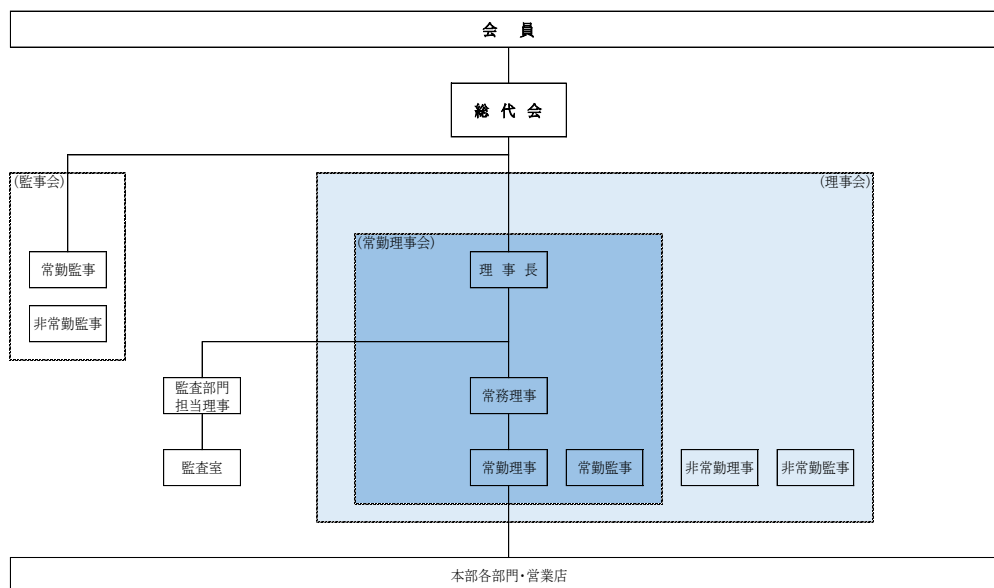 会 員
総 代 会
(監事会)
(理事会)
(常勤理事会)
常勤監事
理 事 長
非常勤監事
監査部門
担当理事
常務理事
監査室
常勤理事
常勤監事
非常勤理事
非常勤監事
本部各部門・営業店